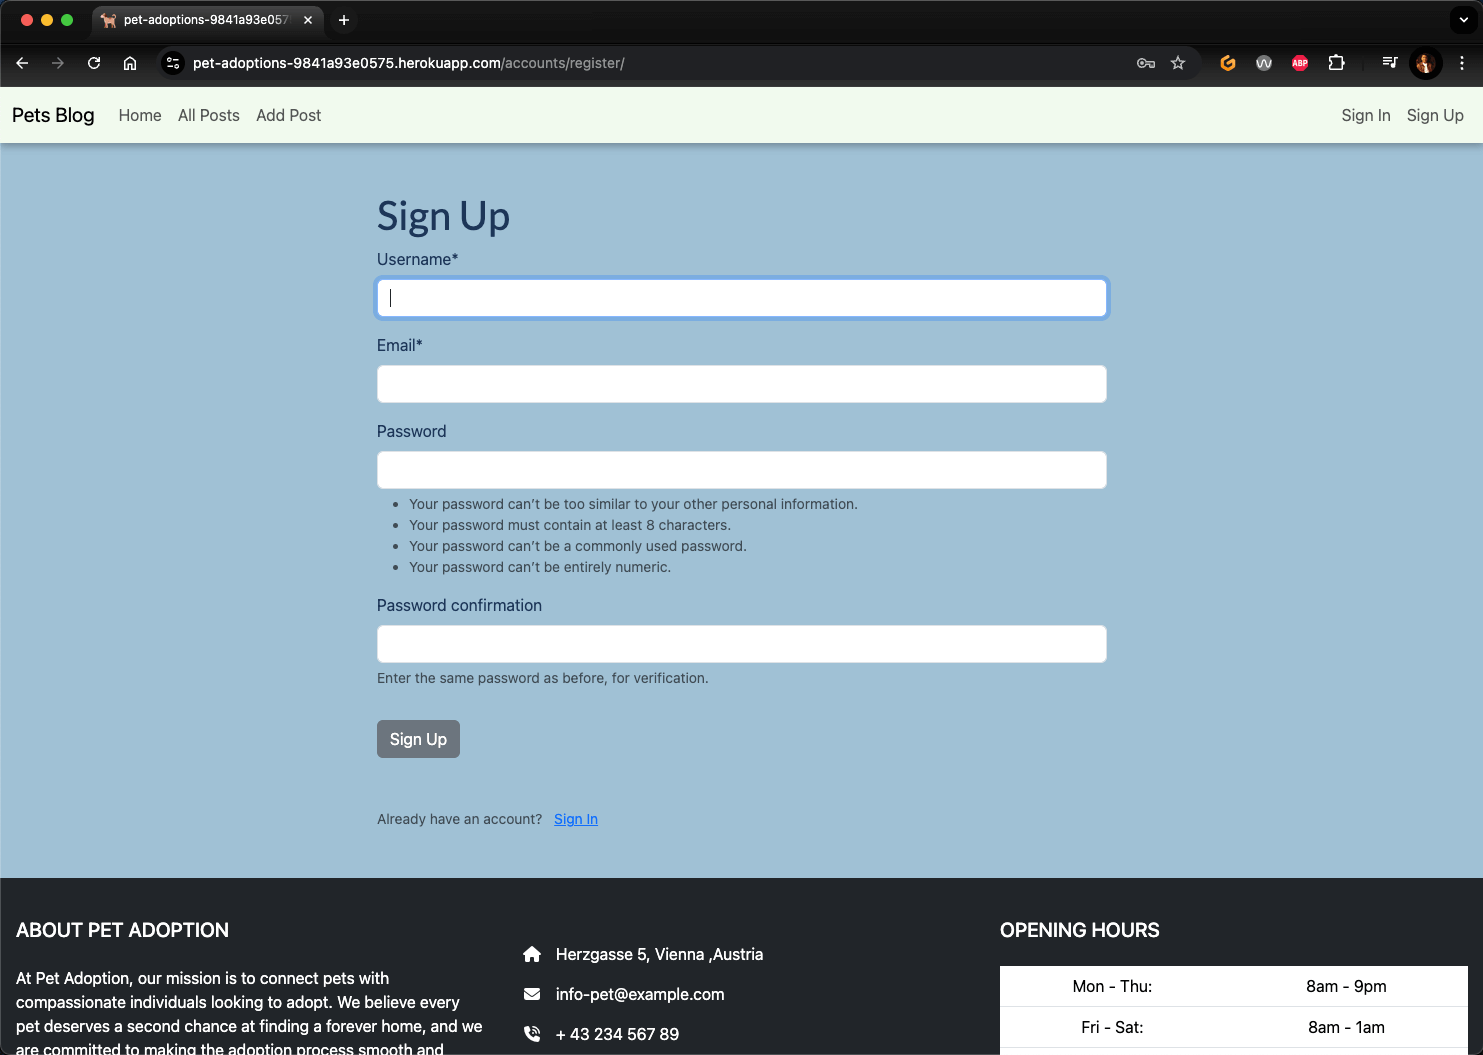 pet-adoptions-9841a93e057
pet-adoptions-9841a93e0575.herokuapp.com/accounts/register/
ABP
Pets Blog Home All Posts Add Post Sign In Sign Up
Sign Up
Username*
Email*
Password
Your password can’t be too similar to your other personal information.
Your password must contain at least 8 characters.
Your password can’t be a commonly used password.
Your password can’t be entirely numeric.
Password confirmation
Enter the same password as before, for verification.
Sign Up
Already have an account? Sign In
ABOUT PET ADOPTION
At Pet Adoption, our mission is to connect pets with
compassionate individuals looking to adopt. We believe every
pet deserves a second chance at finding a forever home, and we
are committed to making the adoption process smooth and
Herzgasse 5, Vienna ,Austria
info-pet@example.com
+ 43 234 567 89
OPENING HOURS
Mon - Thu: 8am - 9pm
Fri - Sat: 8am - 1am